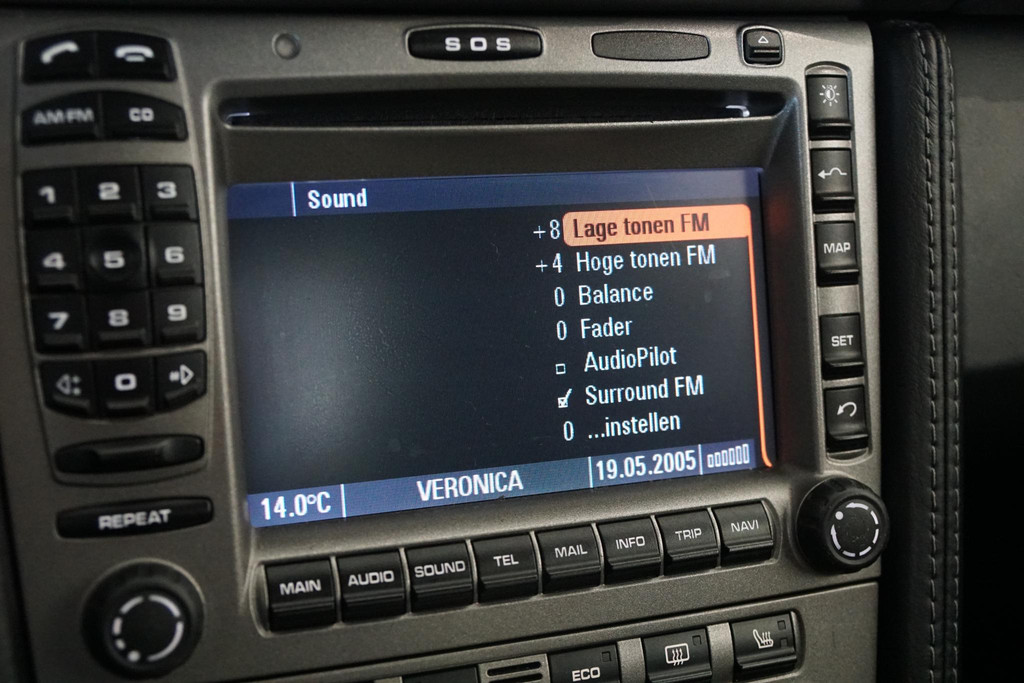 SOS
AM·FM CD
1 2 3
4 5 6
7 8 9
0
REPEAT
Sound
+8 Lage tonen FM
+4 Hoge tonen FM
0 Balance
0 Fader
AudioPilot
Surround FM
0 ...instellen
14.0°C VERONICA 19.05.2005
MAP
SET
MAIN AUDIO SOUND TEL MAIL INFO TRIP NAVI
ECO